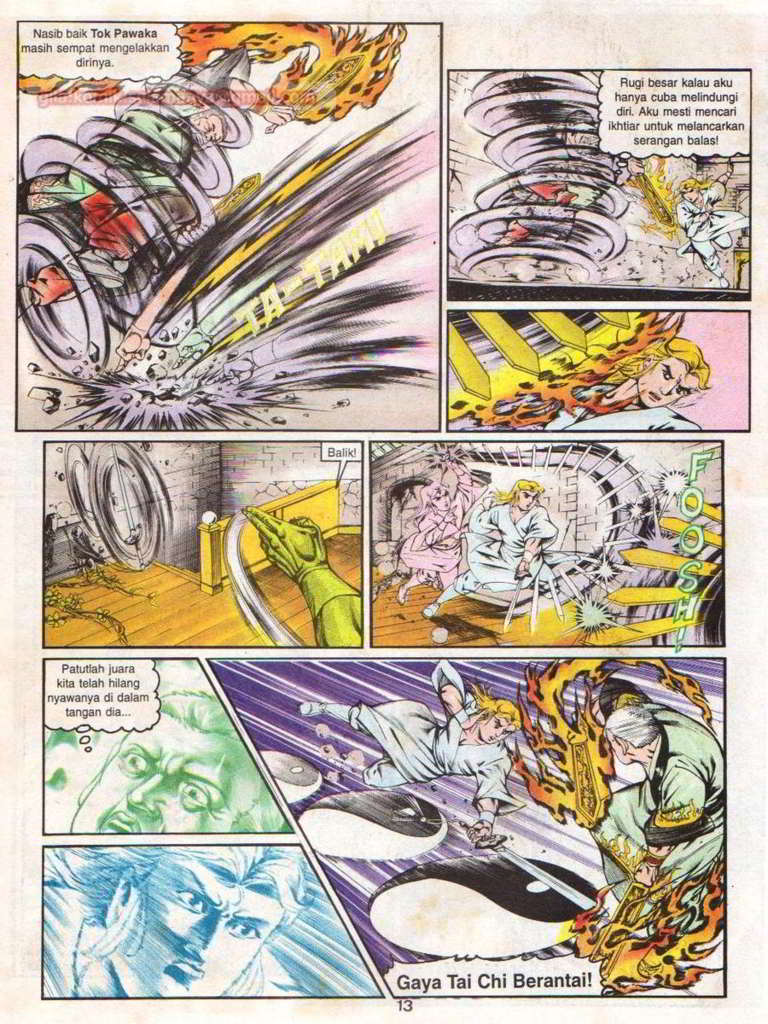 Nasib baik Tok Pawaka
masih sempat mengelakkan
dirinya.
TA-TAM!
Rugi besar kalau aku
hanya cuba melindungi
diri. Aku mesti mencari
ikhtiar untuk melancarkan
serangan balas!
Balik!
FOOSH!
Patutlah juara
kita telah hilang
nyawanya di dalam
tangan dia...
Gaya Tai Chi Berantai!
13